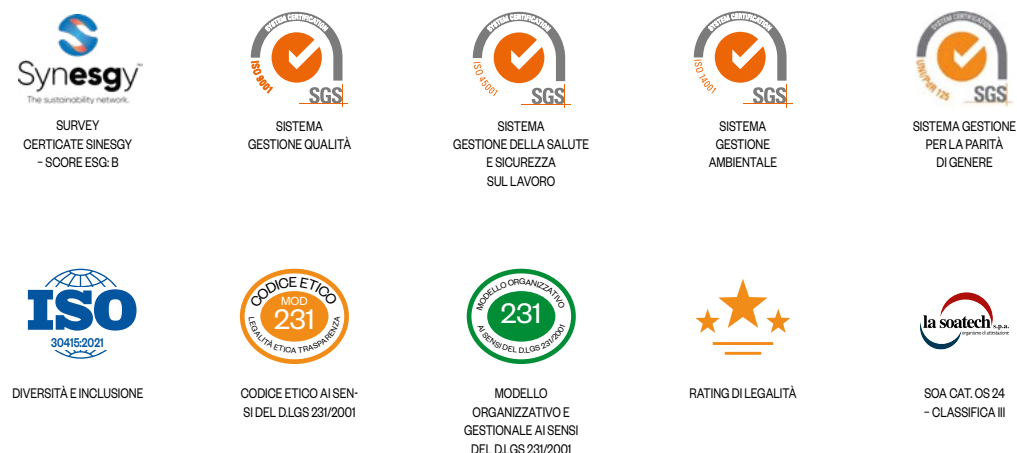 Synesgy
The sustainability network.
SURVEY
CERTICATE SINESGY
– SCORE ESG: B
SYSTEM CERTIFICATION
ISO 9001
SGS
SISTEMA
GESTIONE QUALITÀ
SYSTEM CERTIFICATION
ISO 45001
SGS
SISTEMA
GESTIONE DELLA SALUTE
E SICUREZZA
SUL LAVORO
SYSTEM CERTIFICATION
ISO 14001
SGS
SISTEMA
GESTIONE
AMBIENTALE
SYSTEM CERTIFICATION
UNI/PdR 125
SGS
SISTEMA GESTIONE
PER LA PARITÀ
DI GENERE
ISO
30415:2021
DIVERSITÀ E INCLUSIONE
CODICE ETICO
MOD
231
LEGALITÀ ETICA TRASPARENZA
CODICE ETICO AI SEN-
SI DEL D.LGS 231/2001
MODELLO ORGANIZZATIVO
231
AI SENSI DEL D.LGS 231/2001
MODELLO
ORGANIZZATIVO E
GESTIONALE AI SENSI
DEL D.LGS 231/2001
RATING DI LEGALITÀ
la soatech s.p.a.
organismo di attestazione
SOA CAT. OS 24
– CLASSIFICA III